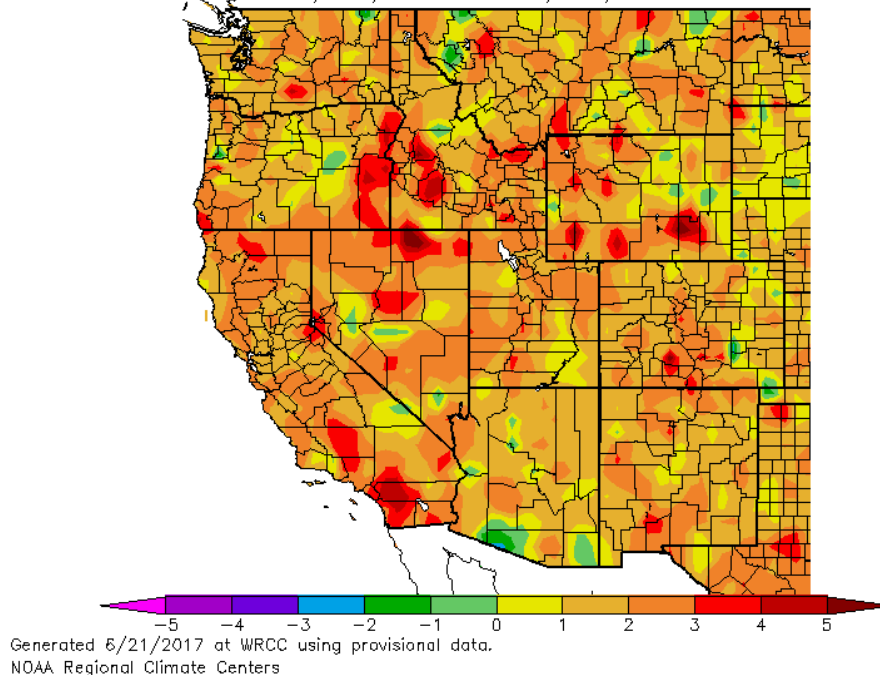 -5 -4 -3 -2 -1 0 1 2 3 4 5
Generated 6/21/2017 at WRCC using provisional data.
NOAA Regional Climate Centers